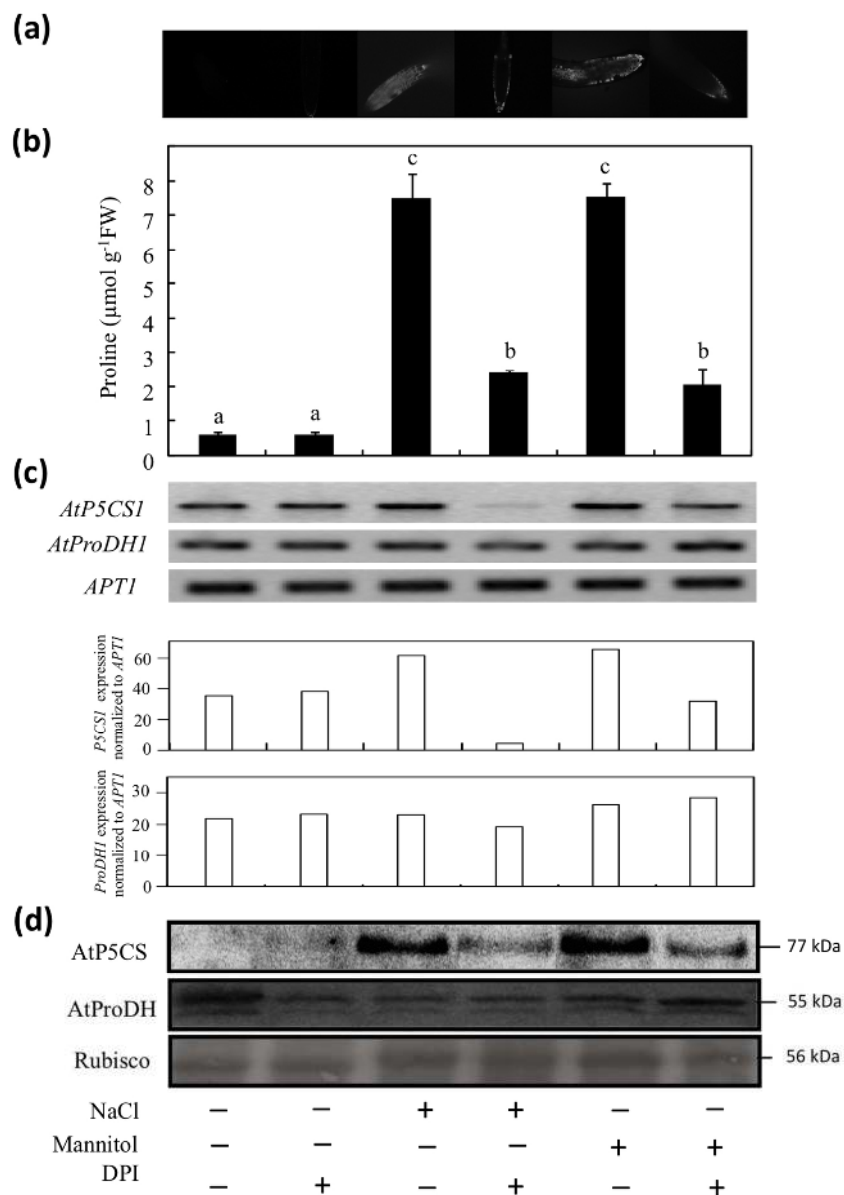 (a)
(b)
Proline (µmol g⁻¹FW)
8
7
6
5
4
3
2
1
0
a
a
c
b
c
b
(c)
AtP5CS1
AtProDH1
APT1
P5CS1 expression
normalized to APT1
60
40
20
0
ProDH1 expression
normalized to APT1
30
20
10
0
(d)
AtP5CS
77 kDa
AtProDH
55 kDa
Rubisco
56 kDa
NaCl − − + + − −
Mannitol − − − − + +
DPI − + − + − +